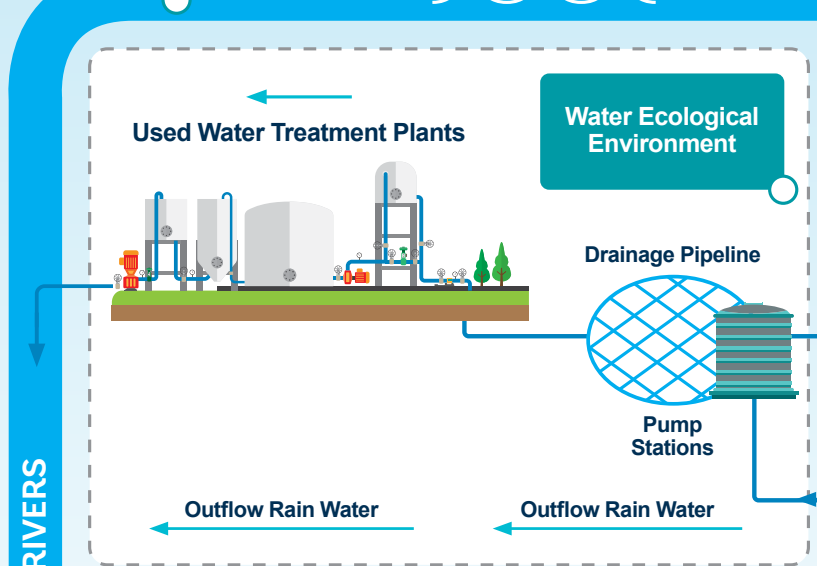 Used Water Treatment Plants
Water Ecological
Environment
Drainage Pipeline
Pump
Stations
RIVERS
Outflow Rain Water
Outflow Rain Water